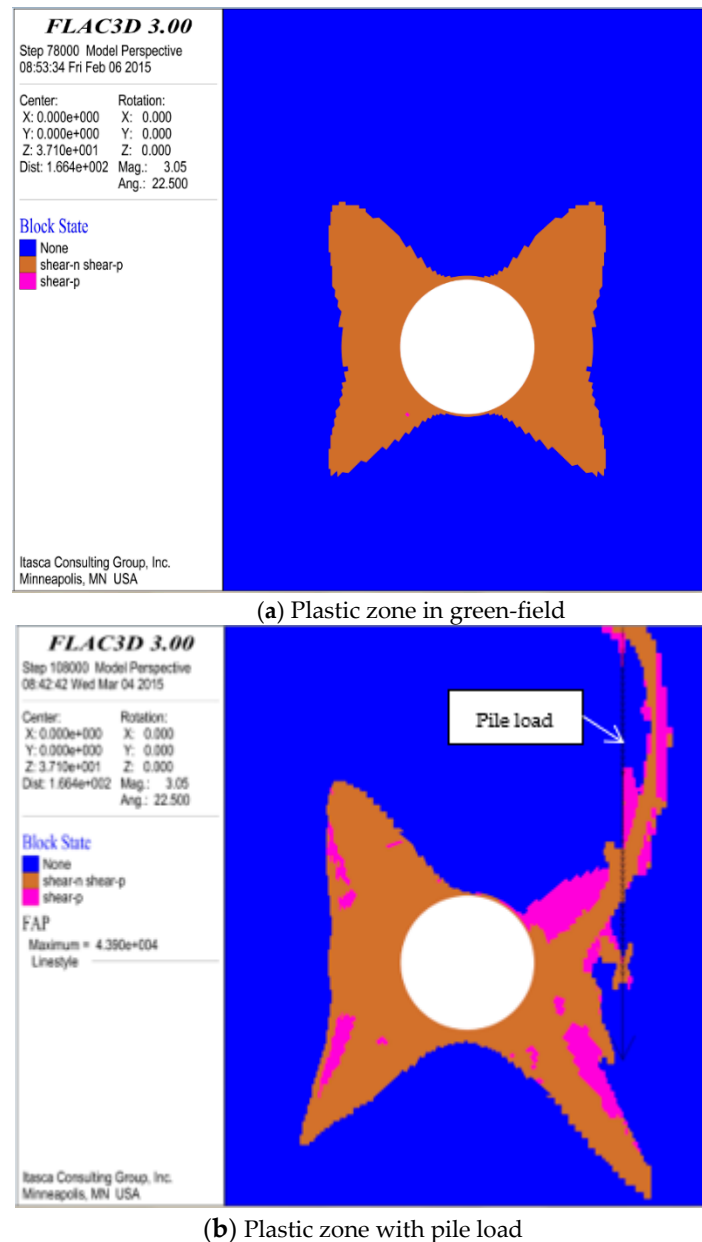 FLAC3D 3.00
Step 78000 Model Perspective
08:53:34 Fri Feb 06 2015
Center: Rotation:
X: 0.000e+000 X: 0.000
Y: 0.000e+000 Y: 0.000
Z: 3.710e+001 Z: 0.000
Dist: 1.664e+002 Mag.: 3.05
Ang.: 22.500
Block State
None
shear-n shear-p
shear-p
Itasca Consulting Group, Inc.
Minneapolis, MN USA
(a) Plastic zone in green-field
FLAC3D 3.00
Step 108000 Model Perspective
08:42:42 Wed Mar 04 2015
Center: Rotation:
X: 0.000e+000 X: 0.000
Y: 0.000e+000 Y: 0.000
Z: 3.710e+001 Z: 0.000
Dist: 1.664e+002 Mag.: 3.05
Ang.: 22.500
Block State
None
shear-n shear-p
shear-p
FAP
Maximum = 4.390e+004
Linestyle
Itasca Consulting Group, Inc.
Minneapolis, MN USA
Pile load
(b) Plastic zone with pile load